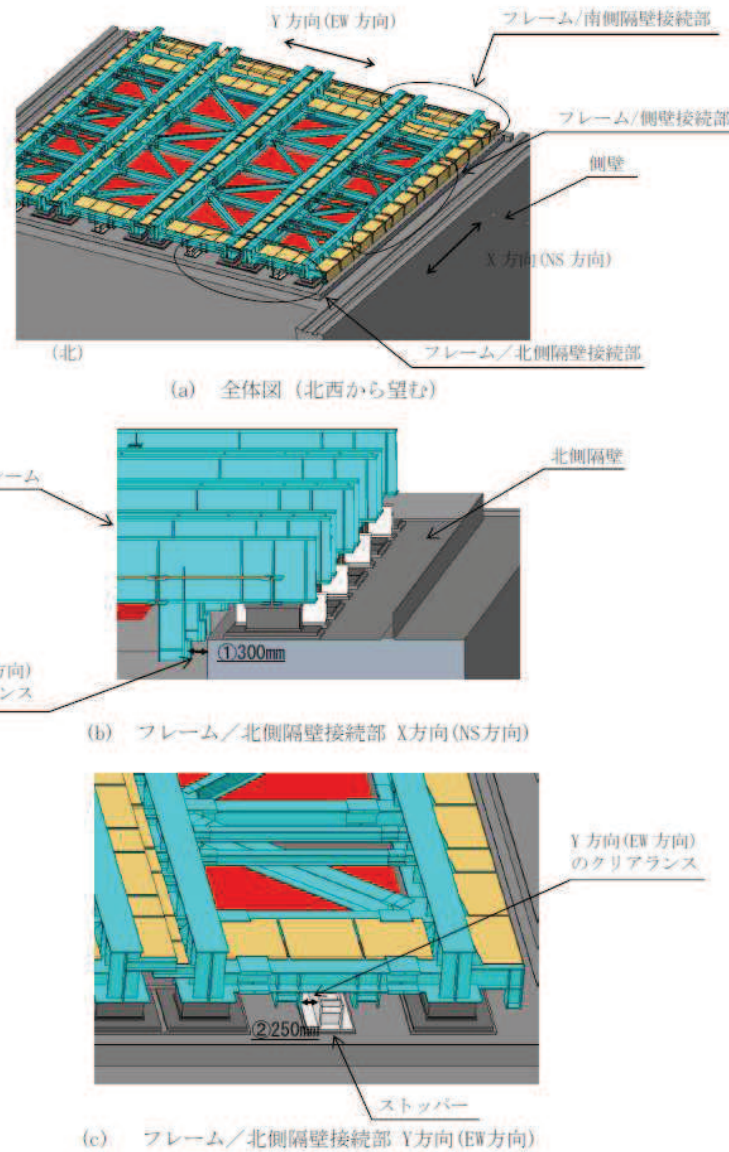 Y 方向(EW 方向)
フレーム/南側隔壁接続部
フレーム/側壁接続部
側壁
X 方向(NS 方向)
(北)
フレーム／北側隔壁接続部
(a) 全体図 (北西から望む)
北側隔壁
ーム
①300mm
方向)
ンス
(b) フレーム／北側隔壁接続部 X方向(NS方向)
Y 方向(EW 方向)
のクリアランス
②250mm
ストッパー
(c) フレーム／北側隔壁接続部 Y方向(EW方向)